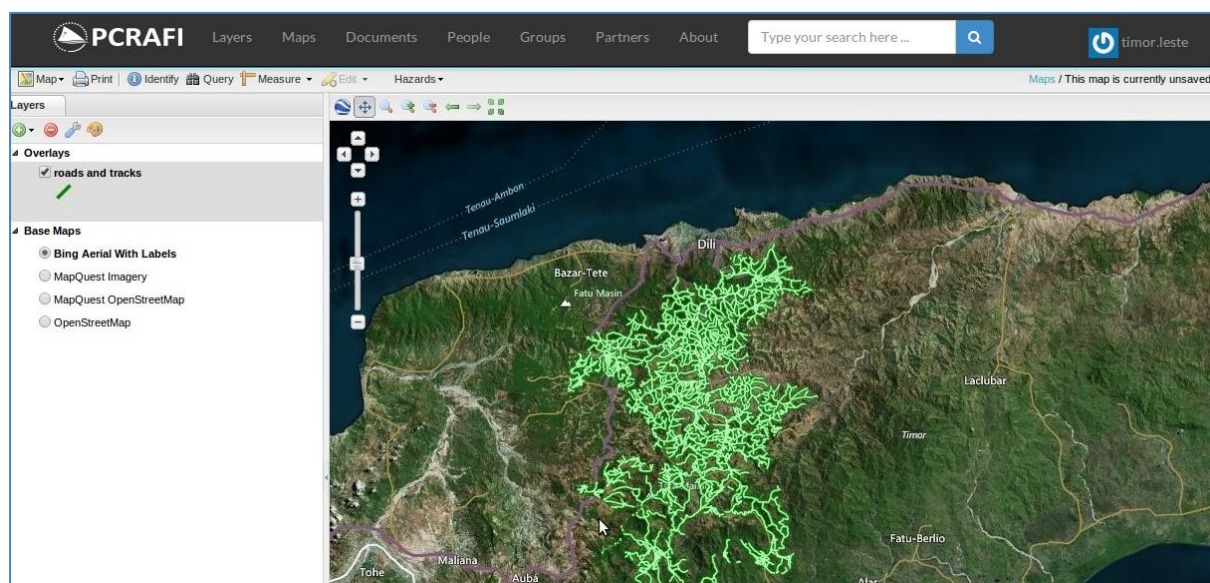 PCRAFI Layers Maps Documents People Groups Partners About Type your search here ... timor.leste
Map Print Identify Query Measure Edit Hazards Maps / This map is currently unsaved
Layers
Overlays
roads and tracks
Base Maps
Bing Aerial With Labels
MapQuest Imagery
MapQuest OpenStreetMap
OpenStreetMap
Tenau-Ambon
Tenau-Saumlaki
Dili
Bazar-Tete
Fatu Masin
Laclubar
Timor
Fatu-Berlio
Maliana
Tohe
Aubá
Alas